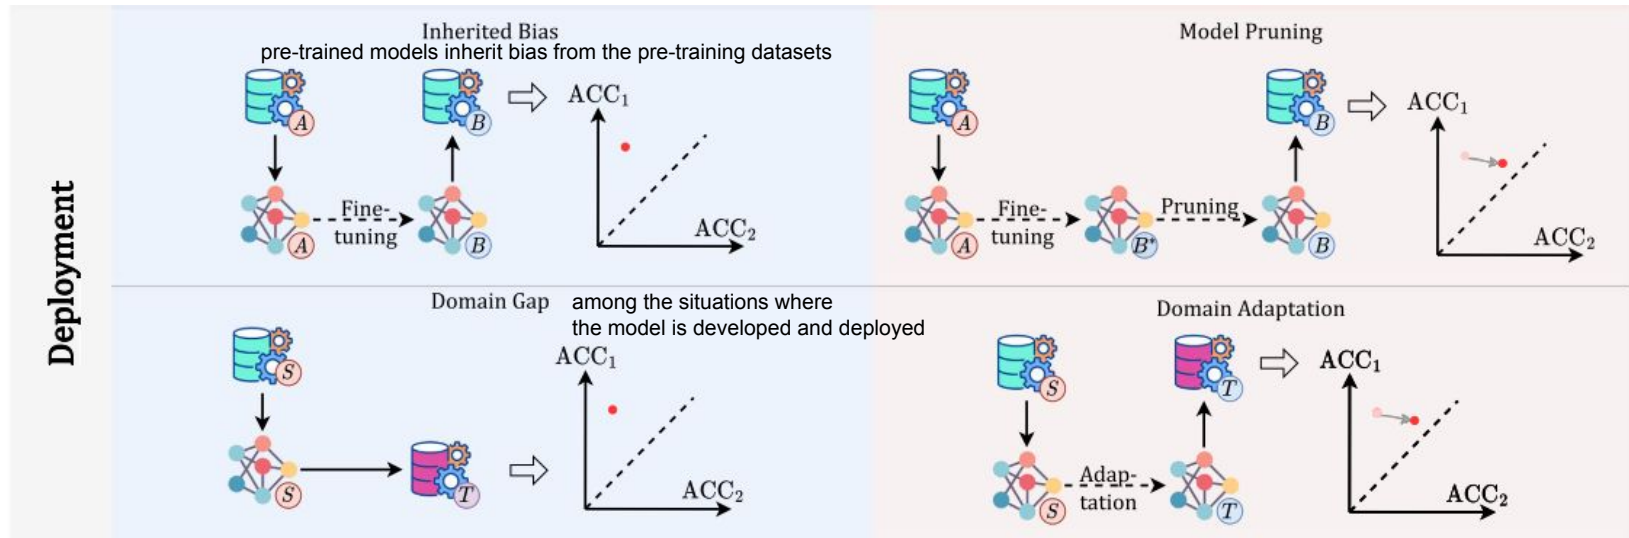 Deployment
Inherited Bias
pre-trained models inherit bias from the pre-training datasets
A
B
ACC₁
A
Fine-
tuning
B
ACC₂
Model Pruning
A
B
ACC₁
A
Fine-
tuning
B*
Pruning
B
ACC₂
Domain Gap
among the situations where
the model is developed and deployed
S
ACC₁
S
T
ACC₂
Domain Adaptation
S
T
ACC₁
S
Adap-
tation
T
ACC₂